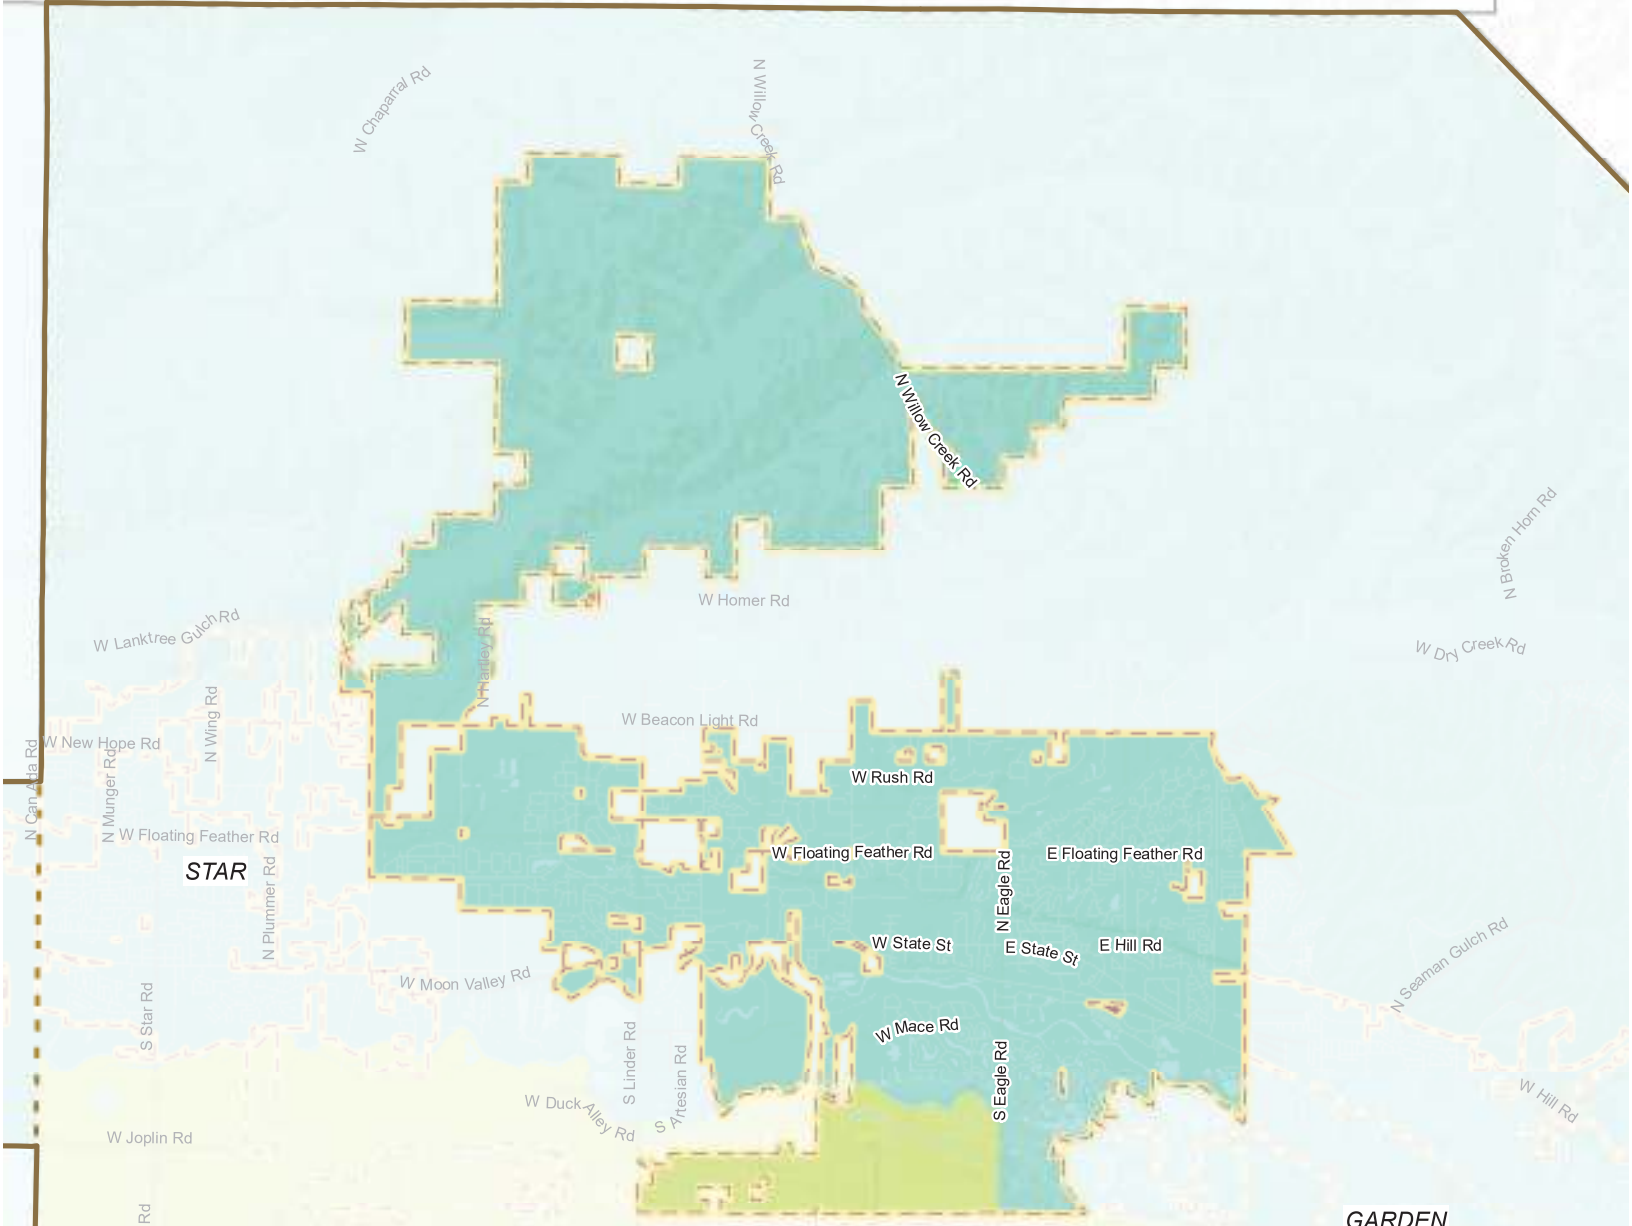 W Chaparral Rd
N Willow Creek Rd
N Willow Creek Rd
N Broken Horn Rd
W Homer Rd
W Lanktree Gulch Rd
W Dry Creek Rd
N Hartley Rd
N Wing Rd
W Beacon Light Rd
W New Hope Rd
N Can Ada Rd
N Munger Rd
W Rush Rd
W Floating Feather Rd
W Floating Feather Rd
E Floating Feather Rd
STAR
N Plummer Rd
N Eagle Rd
W State St
E State St
E Hill Rd
N Seaman Gulch Rd
W Moon Valley Rd
S Star Rd
W Mace Rd
S Linder Rd
S Artesian Rd
S Eagle Rd
W Duck Alley Rd
W Hill Rd
W Joplin Rd
Rd
GARDEN